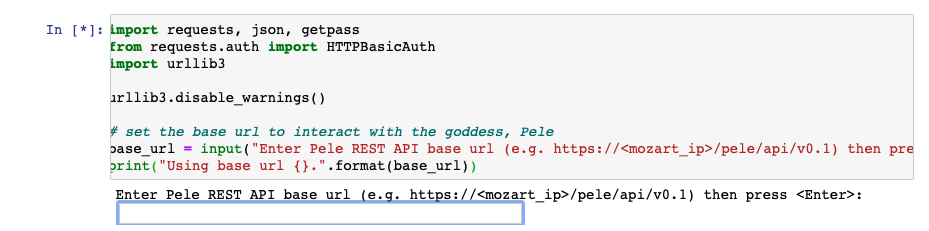 In [*]: import requests, json, getpass
from requests.auth import HTTPBasicAuth
import urllib3
urllib3.disable_warnings()
# set the base url to interact with the goddess, Pele
base_url = input("Enter Pele REST API base url (e.g. https://<mozart_ip>/pele/api/v0.1) then pre
print("Using base url {}.".format(base_url))
Enter Pele REST API base url (e.g. https://<mozart_ip>/pele/api/v0.1) then press <Enter>: